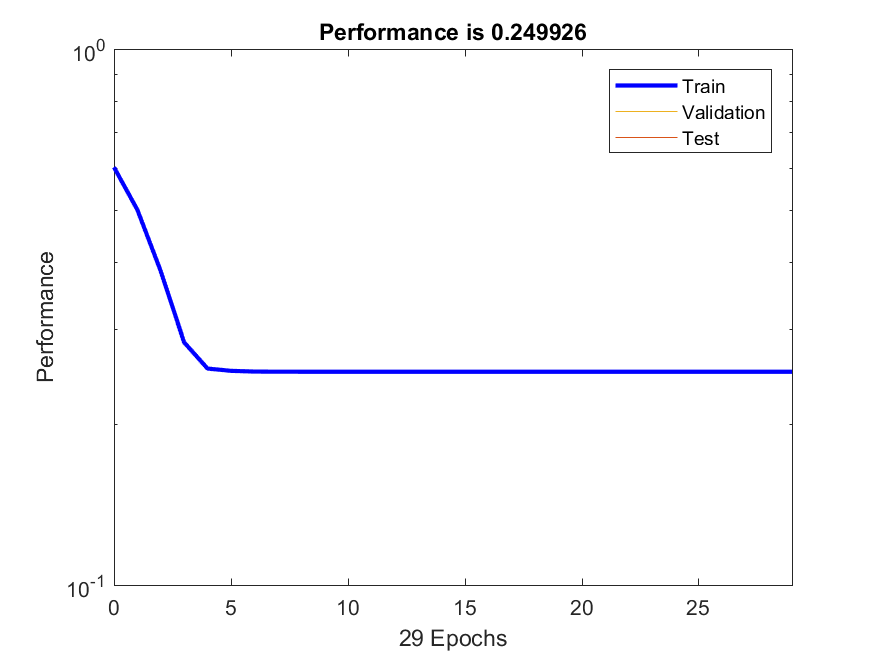 Performance is 0.249926
10^0
Train
Validation
Test
Performance
10^-1
0 5 10 15 20 25
29 Epochs